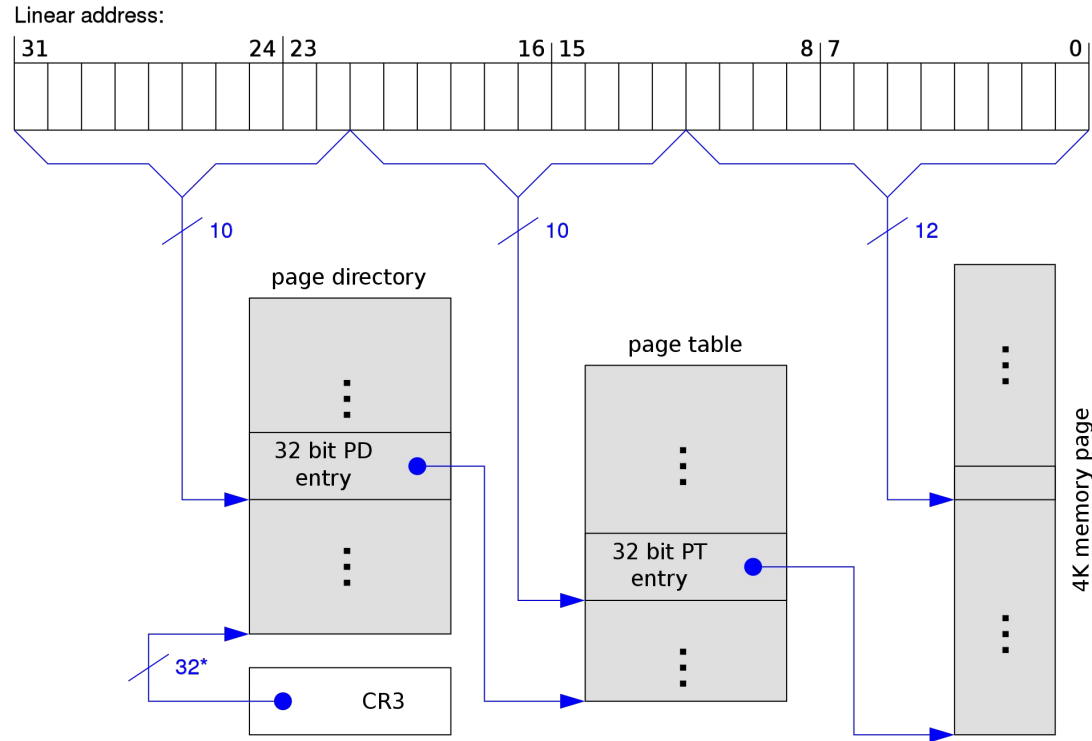 Linear address:
31 24 23 16 15 8 7 0
10 10 12
page directory
page table
32 bit PD
entry
32 bit PT
entry
4K memory page
32*
CR3